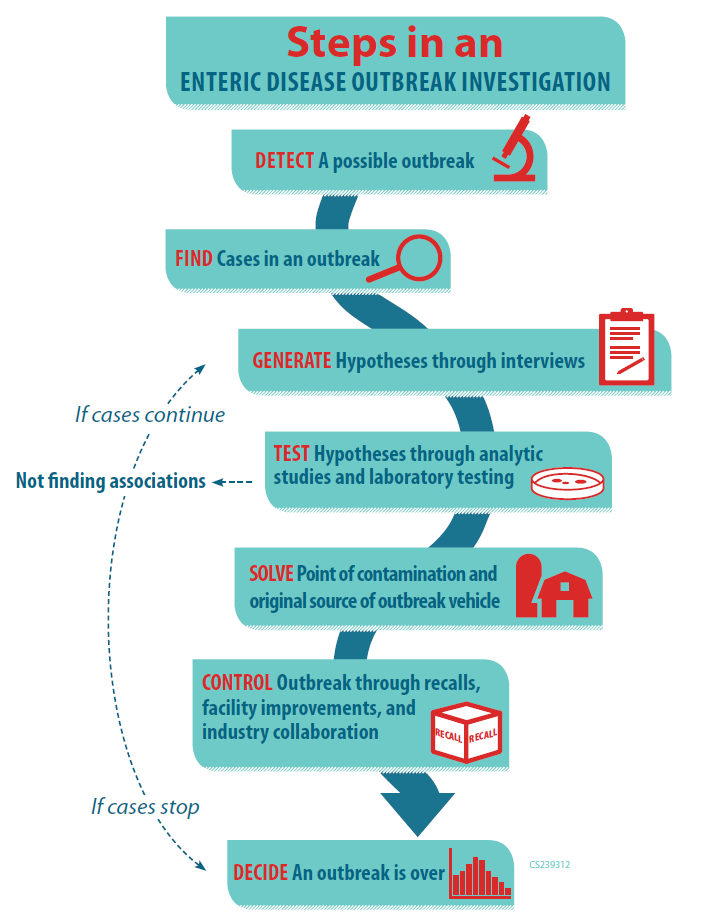 Steps in an
ENTERIC DISEASE OUTBREAK INVESTIGATION
DETECT A possible outbreak
FIND Cases in an outbreak
GENERATE Hypotheses through interviews
If cases continue
TEST Hypotheses through analytic
studies and laboratory testing
Not finding associations
SOLVE Point of contamination and
original source of outbreak vehicle
CONTROL Outbreak through recalls,
facility improvements, and
industry collaboration
RECALL RECALL
If cases stop
DECIDE An outbreak is over
CS239312